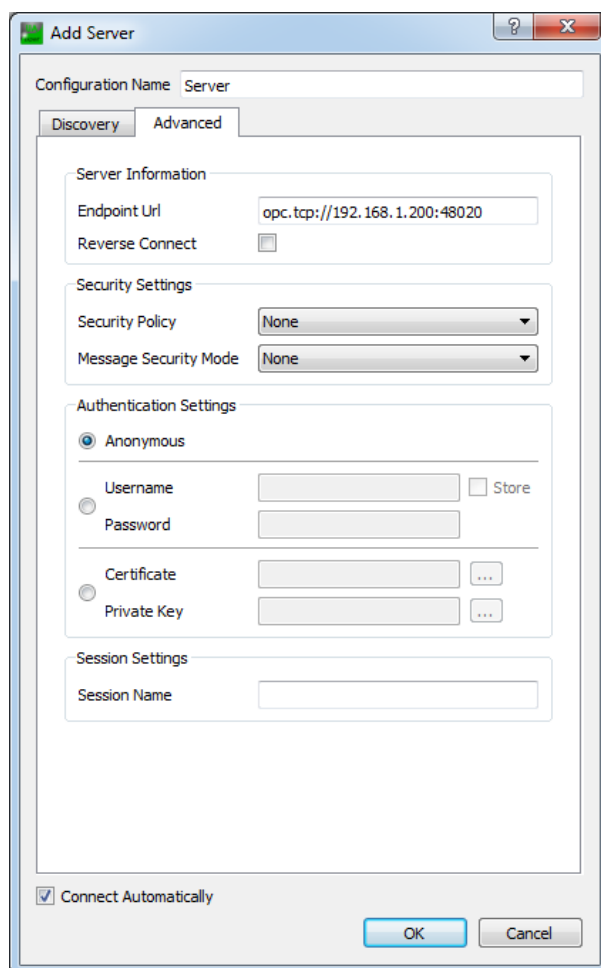 Add Server
Configuration Name Server
Discovery Advanced
Server Information
Endpoint Url opc.tcp://192.168.1.200:48020
Reverse Connect
Security Settings
Security Policy None
Message Security Mode None
Authentication Settings
Anonymous
Username Store
Password
Certificate ...
Private Key ...
Session Settings
Session Name
Connect Automatically
OK Cancel